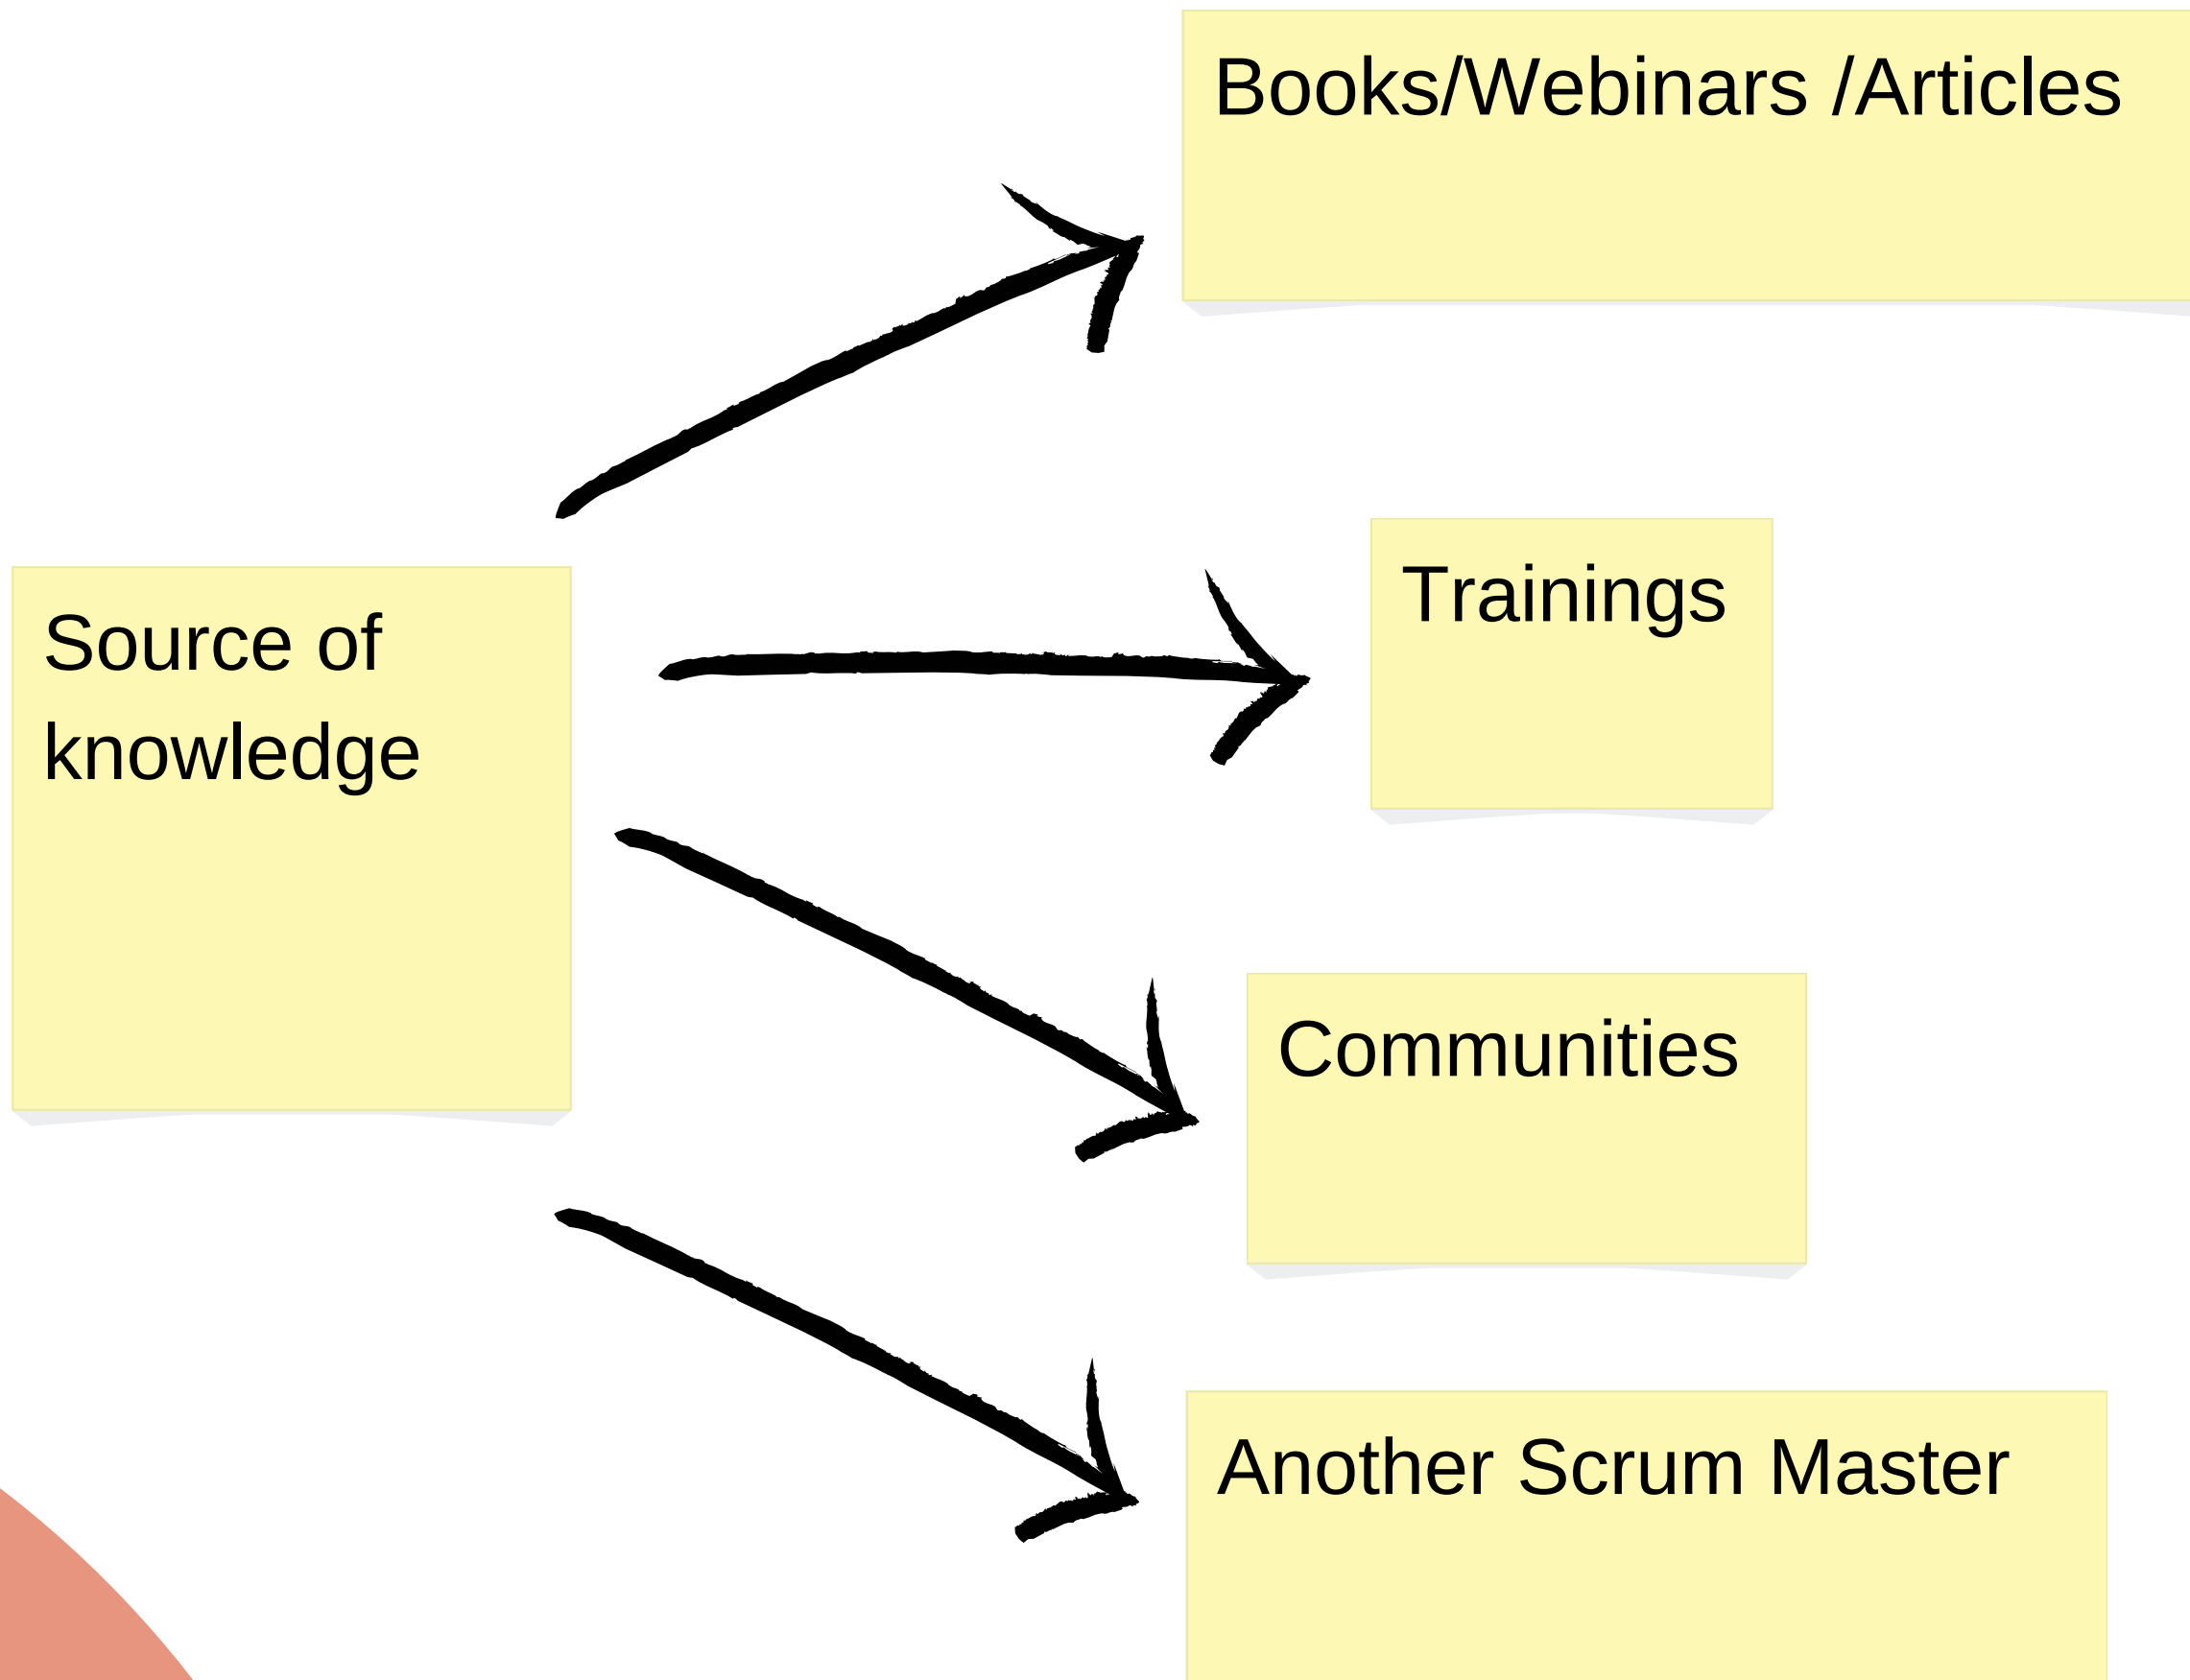 Books/Webinars /Articles
Trainings
Source of
knowledge
Communities
Another Scrum Master